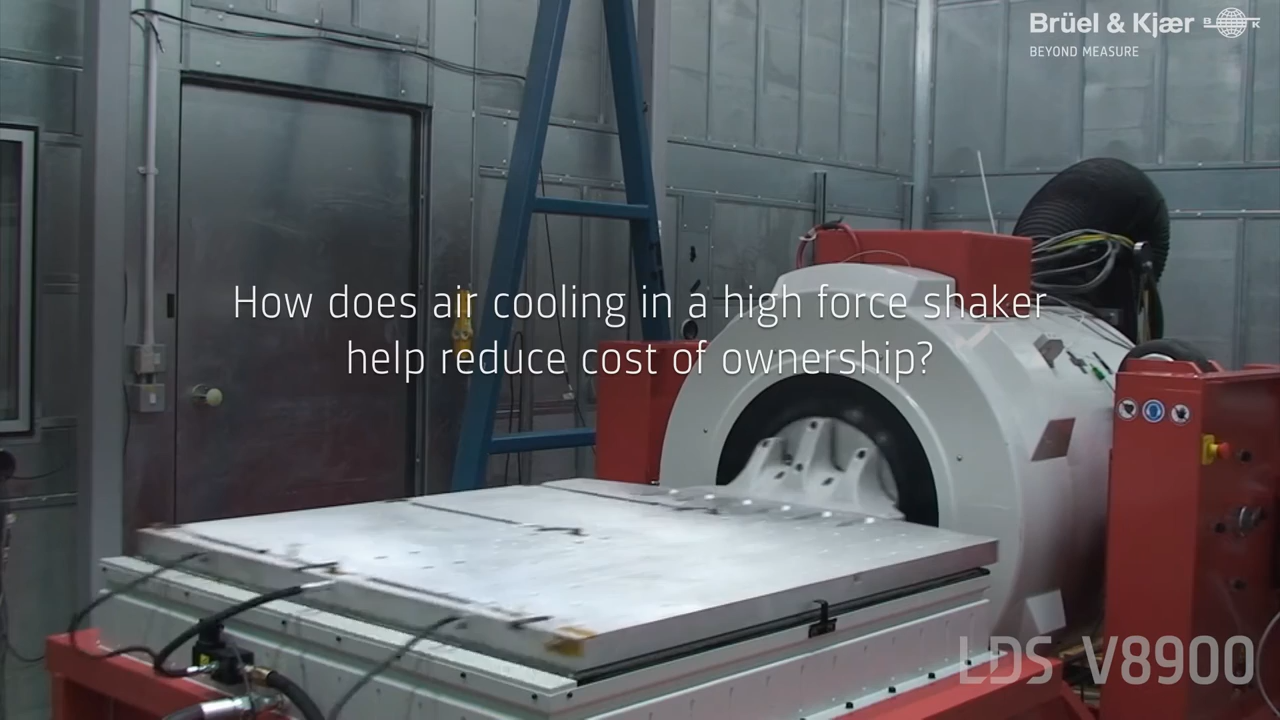 Brüel & Kjær B K
BEYOND MEASURE
How does air cooling in a high force shaker
help reduce cost of ownership?
LDS V8900